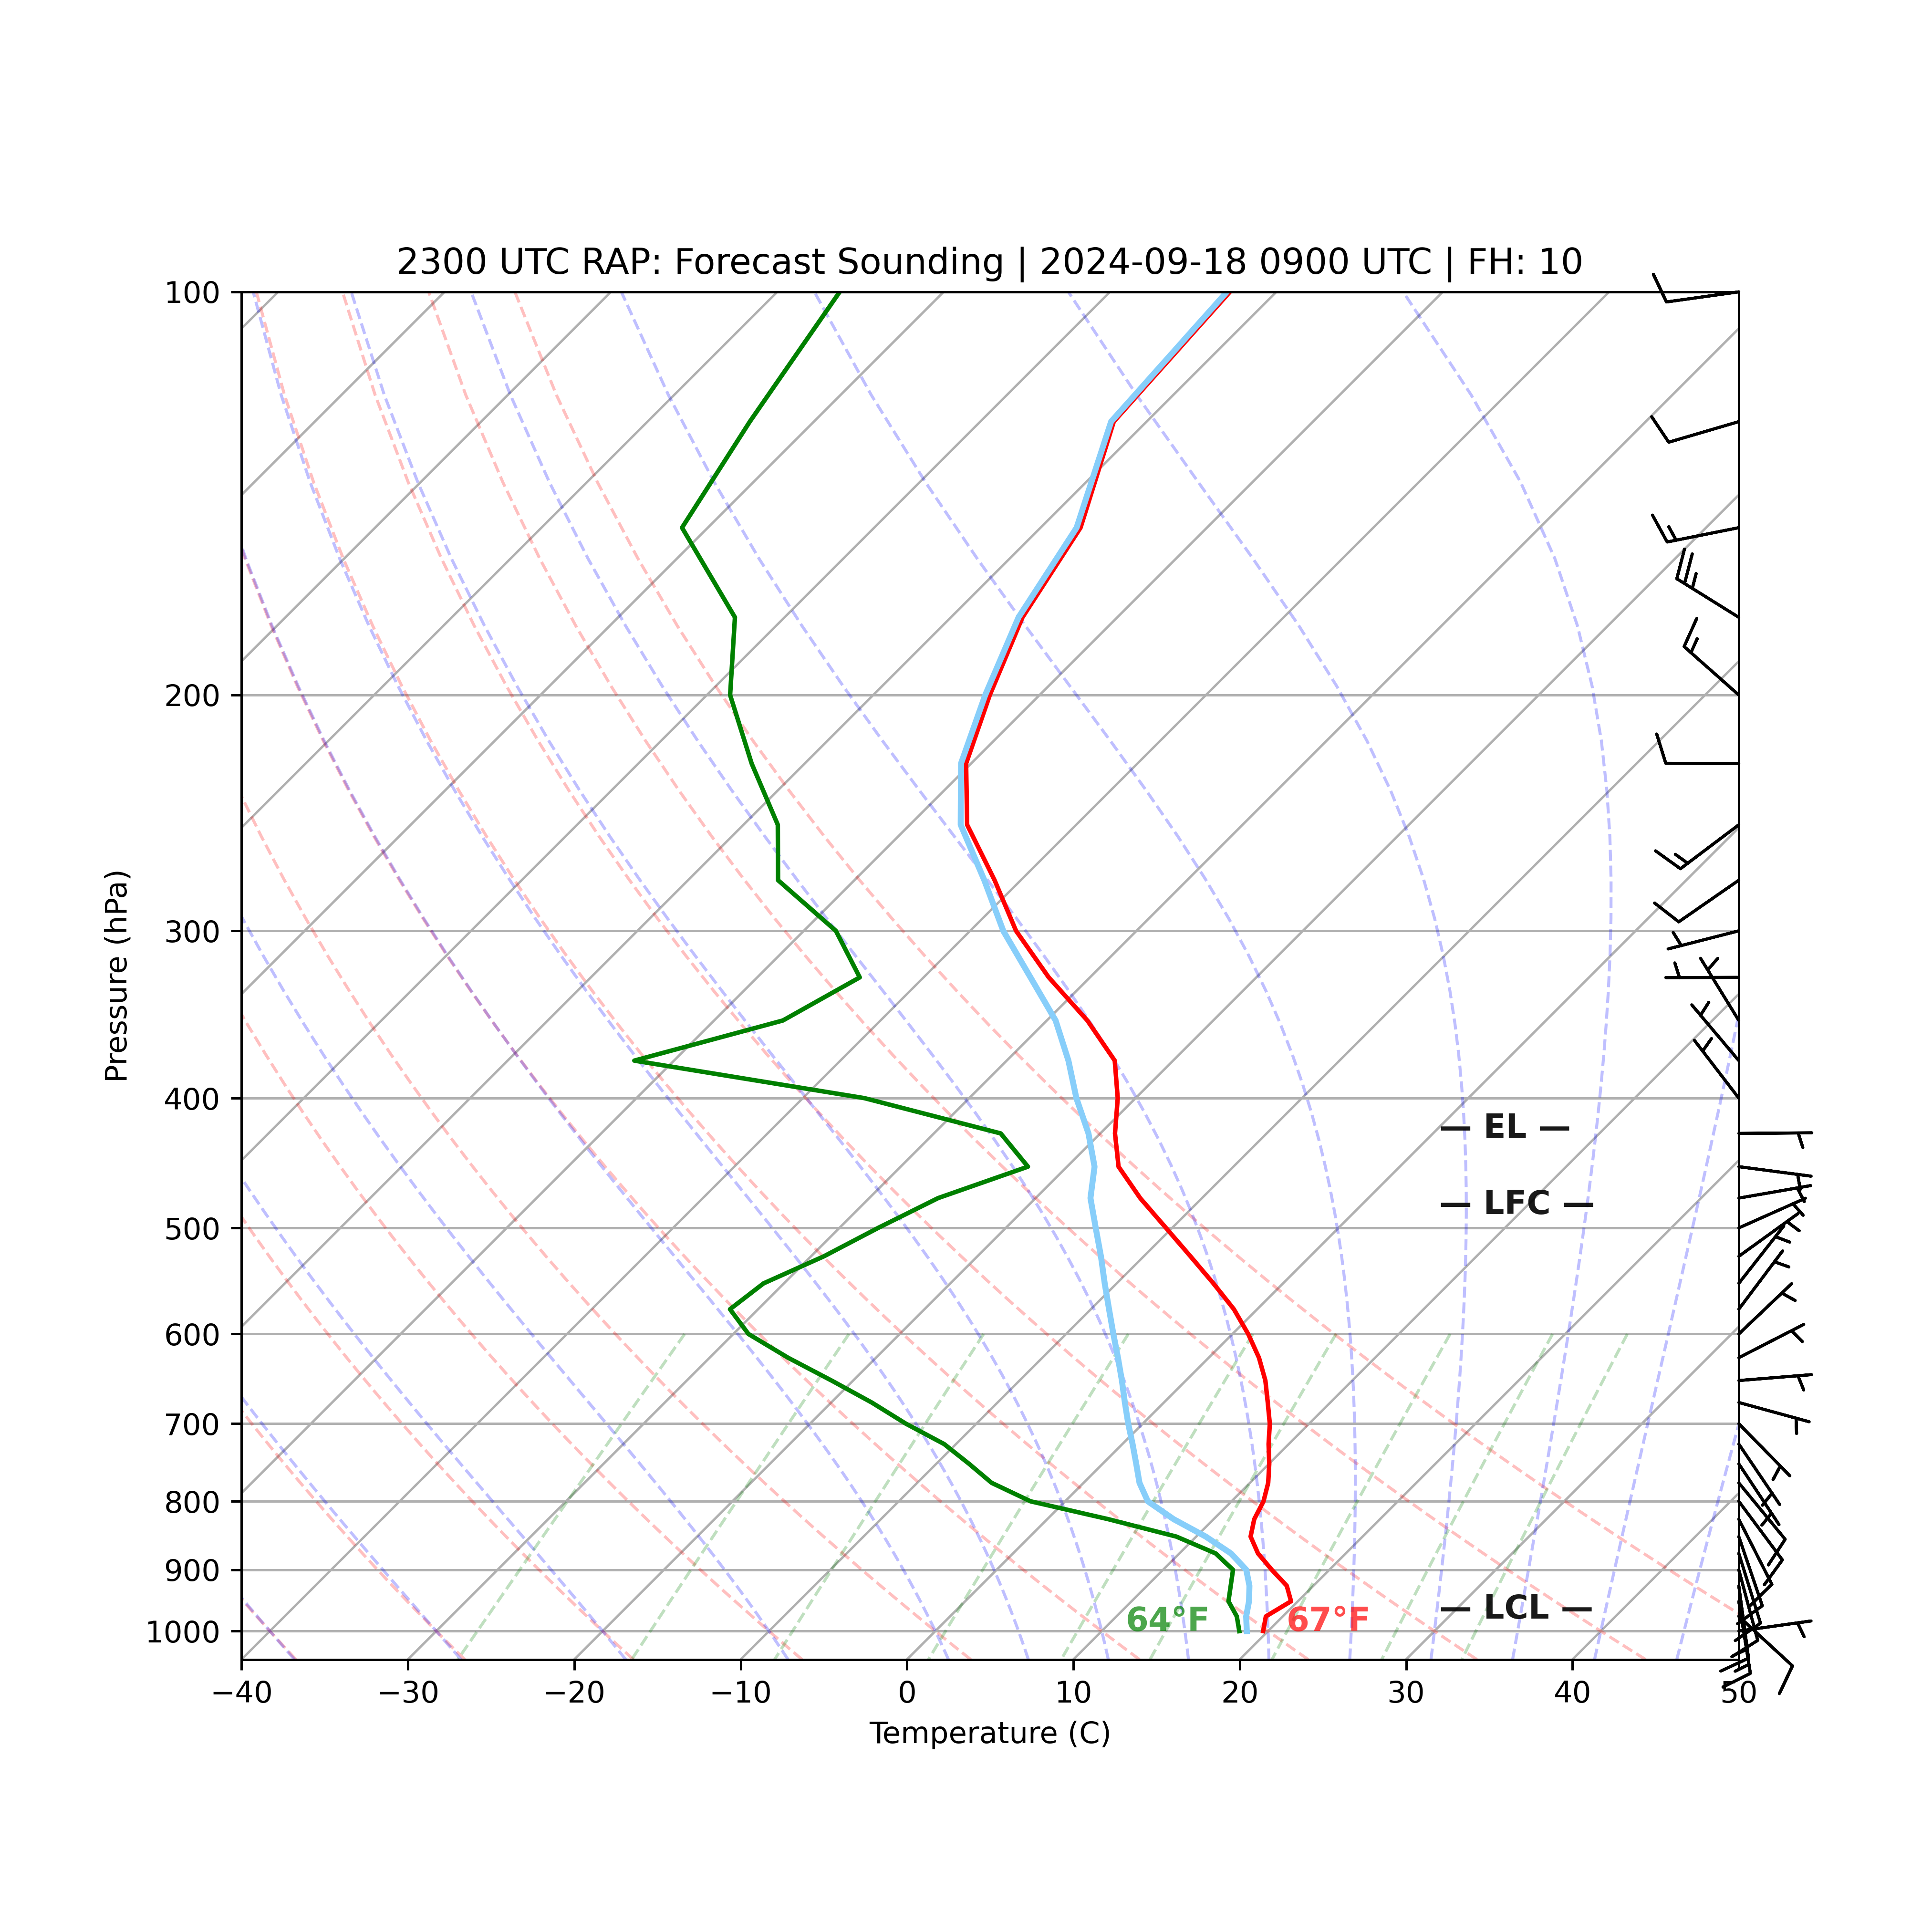 2300 UTC RAP: Forecast Sounding | 2024-09-18 0900 UTC | FH: 10
100
200
300
400
500
600
700
800
900
1000
Pressure (hPa)
— EL —
— LFC —
— LCL —
64°F 67°F
−40 −30 −20 −10 0 10 20 30 40 50
Temperature (C)